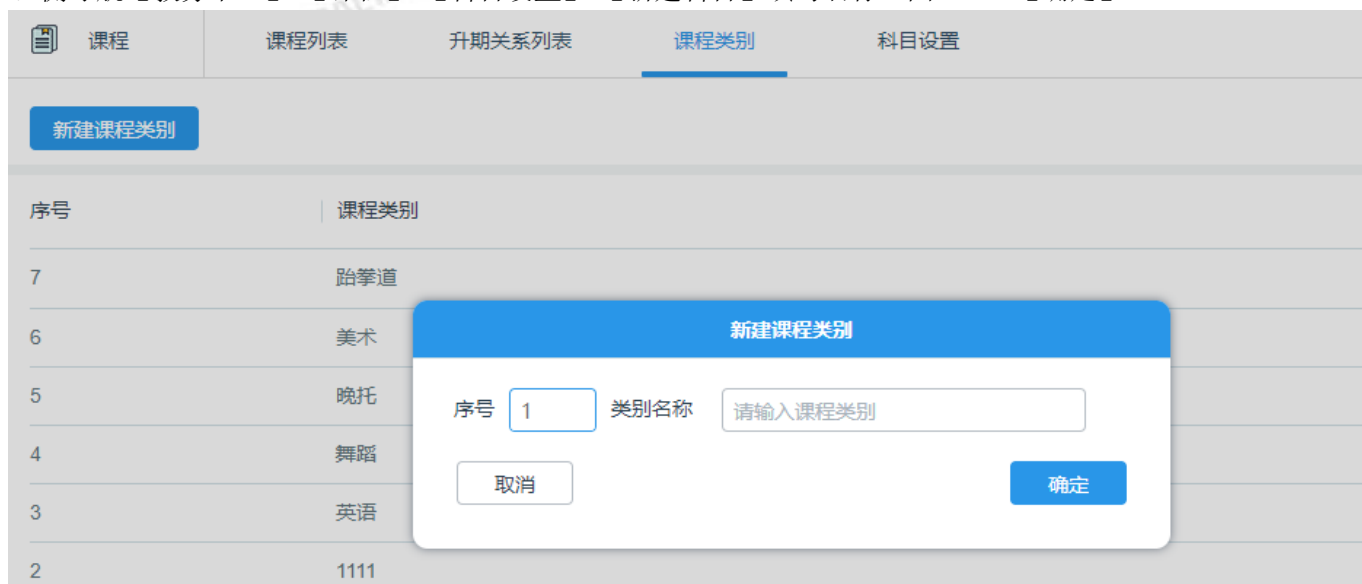 课程 课程列表 升期关系列表 课程类别 科目设置
新建课程类别
序号 课程类别
7 跆拳道
6 美术
新建课程类别
5 晚托
序号 1 类别名称 请输入课程类别
4 舞蹈
取消 确定
3 英语
2 1111